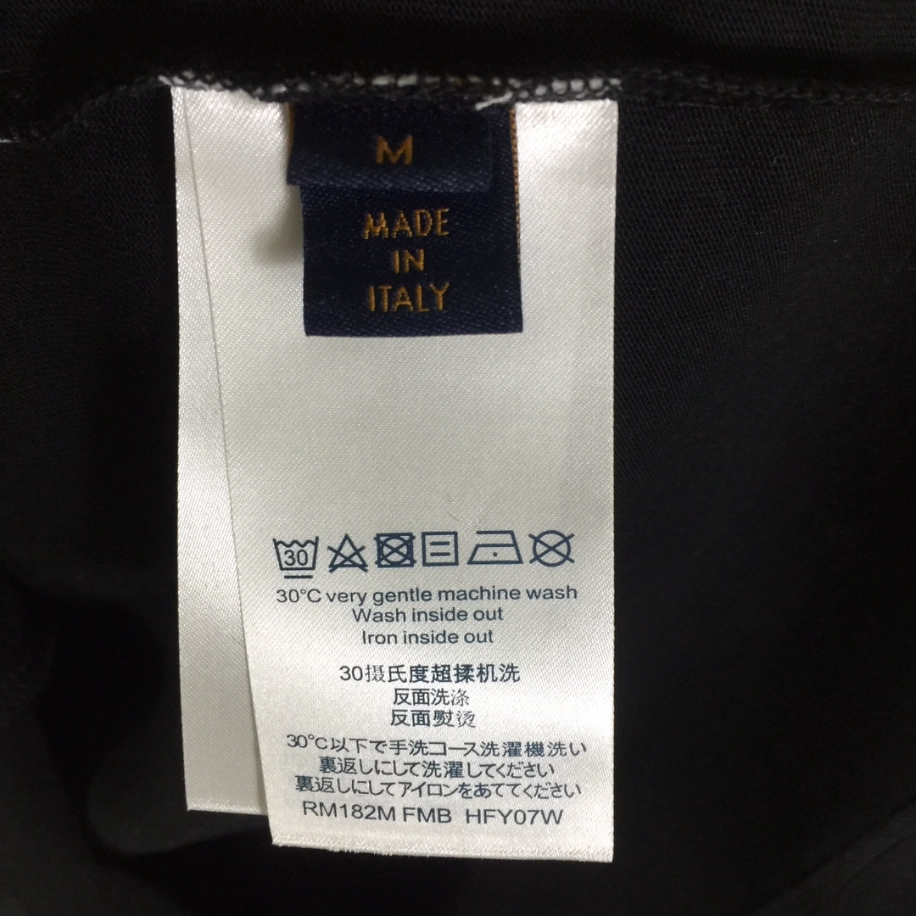 M
MADE
IN
ITALY
30
30°C very gentle machine wash
Wash inside out
Iron inside out
30摄氏度超揉机洗
反面洗涤
反面熨烫
30℃以下で手洗コース洗濯機洗い
裏返しにして洗濯してください
裏返しにしてアイロンをあててください
RM182M FMB HFY07W